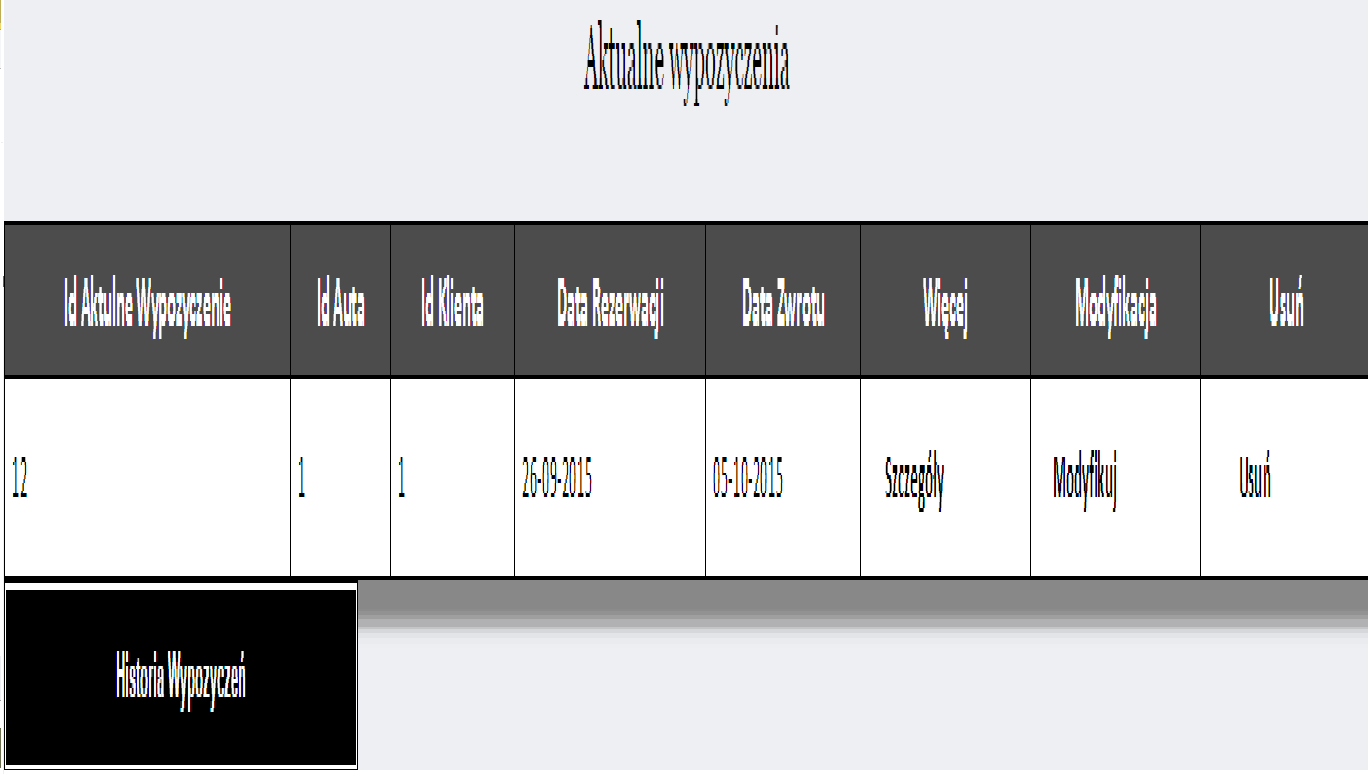 Aktualne wypozyczenia
Id Aktulne Wypozyczenie Id Auta Id Klienta Data Rezerwacji Data Zwrotu Więcej Modyfikacja Usuń
12 1 1 26-09-2015 05-10-2015 Szczegóły Modyfikuj Usuń
Historia Wypozyczeń